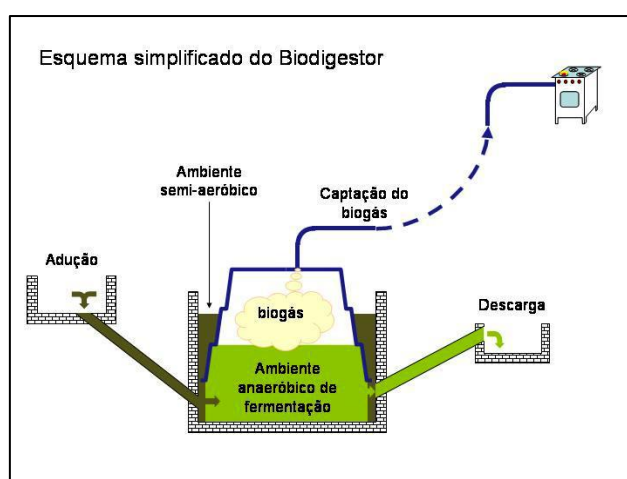 Esquema simplificado do Biodigestor
Ambiente
semi-aeróbico
Captação do
biogás
Adução
biogás
Descarga
Ambiente
anaeróbico de
fermentação